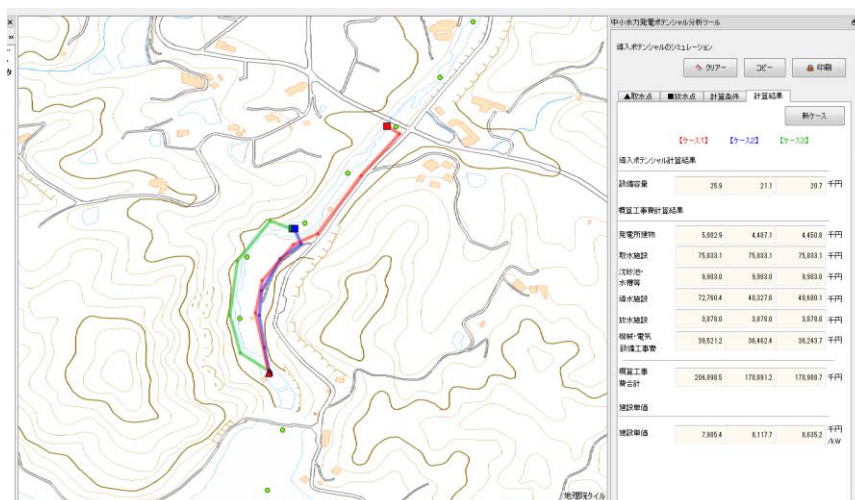 中小水力発電ポテンシャル分析ツール
導入ポテンシャルのシミュレーション
クリアー コピー 印刷
▲取水点 ■放水点 計算条件 計算結果
新ケース
【ケース1】 【ケース2】 【ケース3】
導入ポテンシャル計算結果
設備容量 25.9 21.1 20.7 千円
概算工事費計算結果
発電所建物 5,002.9 4,497.1 4,450.8 千円
取水施設 75,833.1 75,833.1 75,833.1 千円
沈砂池・
水槽等 9,903.0 9,903.0 9,903.0 千円
導水施設 72,760.4 40,327.6 48,680.1 千円
放水施設 3,878.0 3,878.0 3,878.0 千円
機械・電気
設備工事費 39,521.2 36,462.4 36,243.7 千円
概算工事
費合計 206,898.5 170,891.2 178,988.7 千円
建設単価
建設単価 7,985.4 8,117.7 8,635.2 千円
/kW
地理院タイル